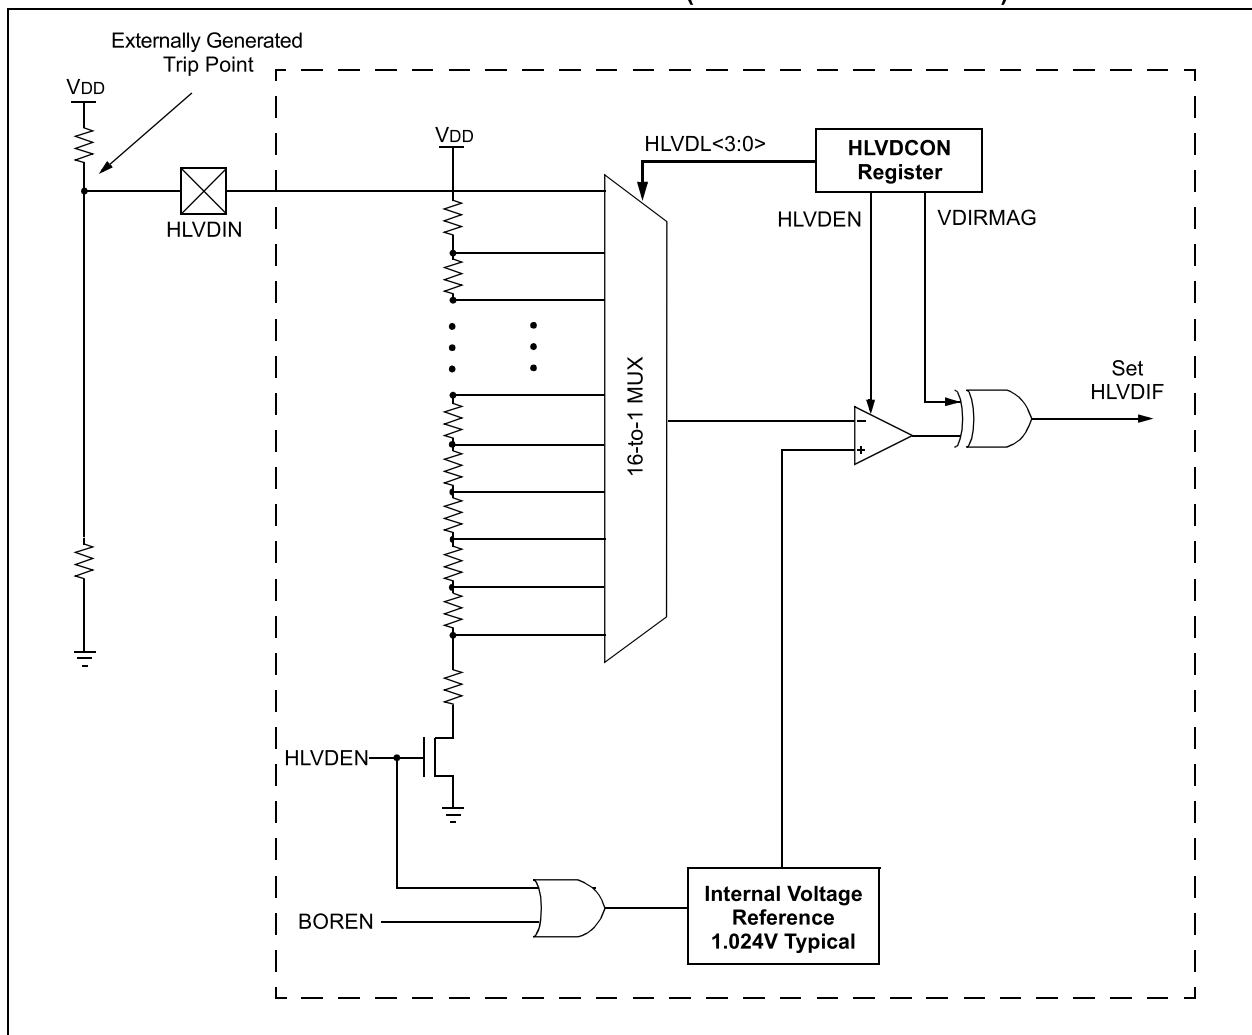 Externally Generated
Trip Point
VDD
VDD
HLVDL<3:0>
HLVDCON
Register
HLVDIN
HLVDEN
VDIRMAG
16-to-1 MUX
Set
HLVDIF
–
+
HLVDEN
BOREN
Internal Voltage
Reference
1.024V Typical